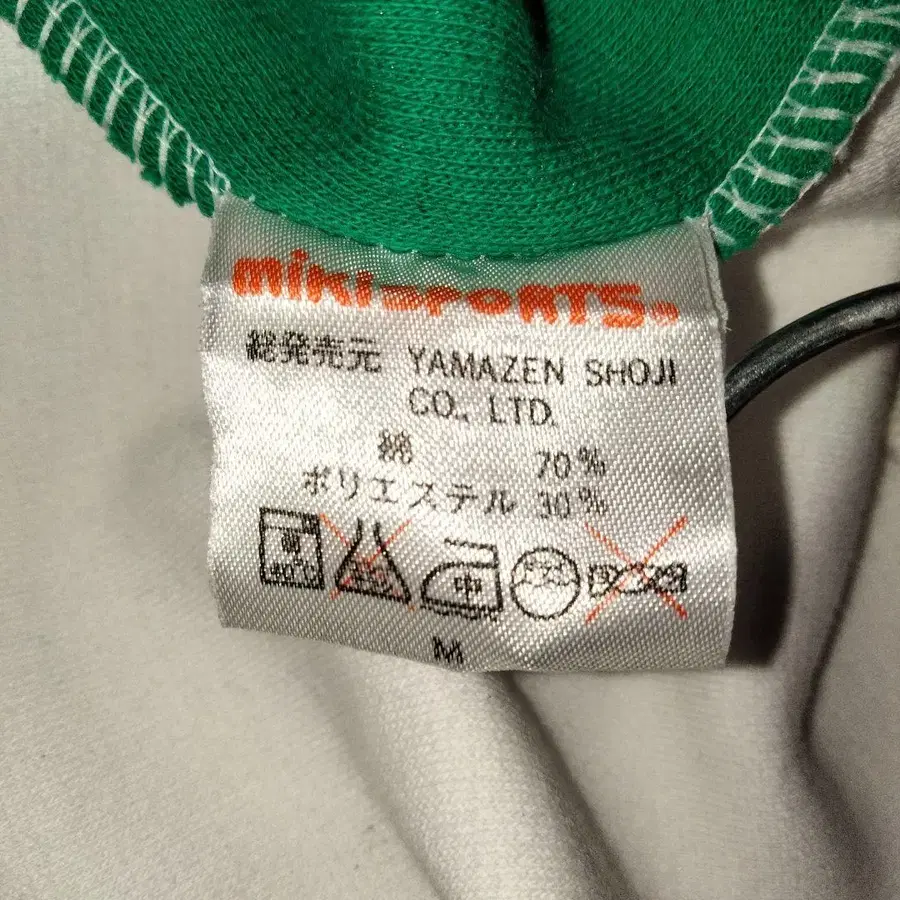 miki SPORTS®
総発売元 YAMAZEN SHOJI
CO., LTD.
綿 70%
ポリエステル 30%
中
M